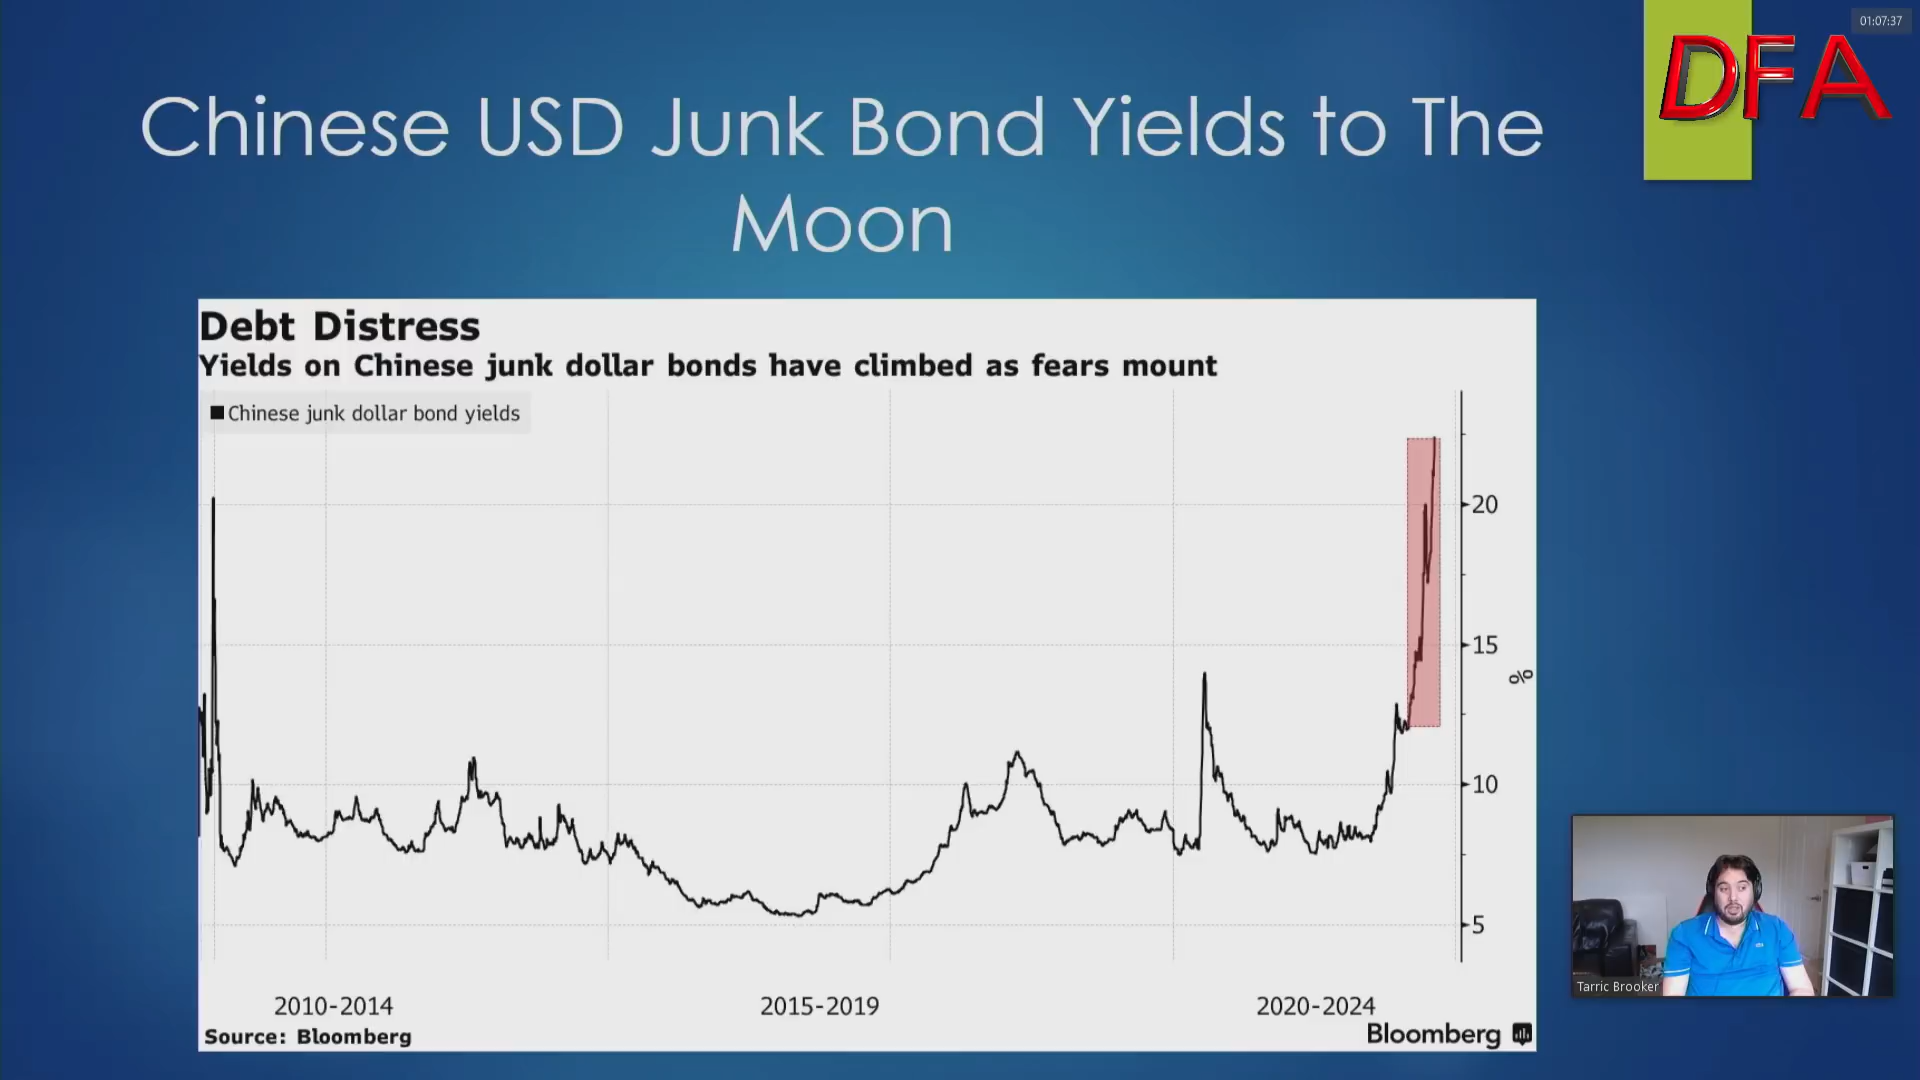 01:07:37
DFA
Chinese USD Junk Bond Yields to The
Moon
Debt Distress
Yields on Chinese junk dollar bonds have climbed as fears mount
Chinese junk dollar bond yields
20
15
%
10
5
2010-2014 2015-2019 2020-2024
Source: Bloomberg
Bloomberg
Tarric Brooker